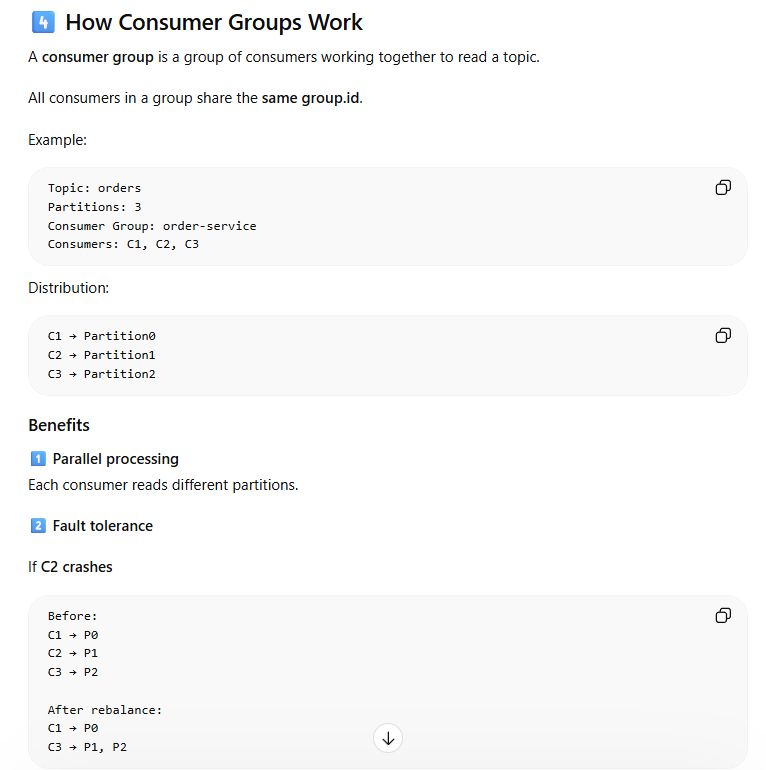 4 How Consumer Groups Work
A consumer group is a group of consumers working together to read a topic.
All consumers in a group share the same group.id.
Example:
Topic: orders
Partitions: 3
Consumer Group: order-service
Consumers: C1, C2, C3
Distribution:
C1 → Partition0
C2 → Partition1
C3 → Partition2
Benefits
1 Parallel processing
Each consumer reads different partitions.
2 Fault tolerance
If C2 crashes
Before:
C1 → P0
C2 → P1
C3 → P2
After rebalance:
C1 → P0
C3 → P1, P2